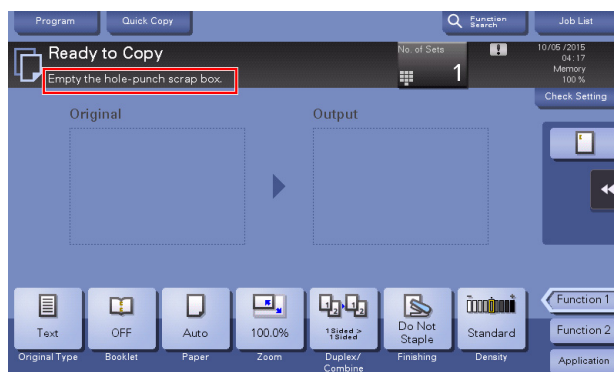 Program
Quick Copy
Function Search
Job List
Ready to Copy
Empty the hole-punch scrap box.
No. of Sets
1
10/05/2015
04:17
Memory
100 %
Check Setting
Original
Output
Text
OFF
Auto
100.0%
1 Sided >
1 Sided
Do Not
Staple
Standard
Original Type
Booklet
Paper
Zoom
Duplex/
Combine
Finishing
Density
Function 1
Function 2
Application